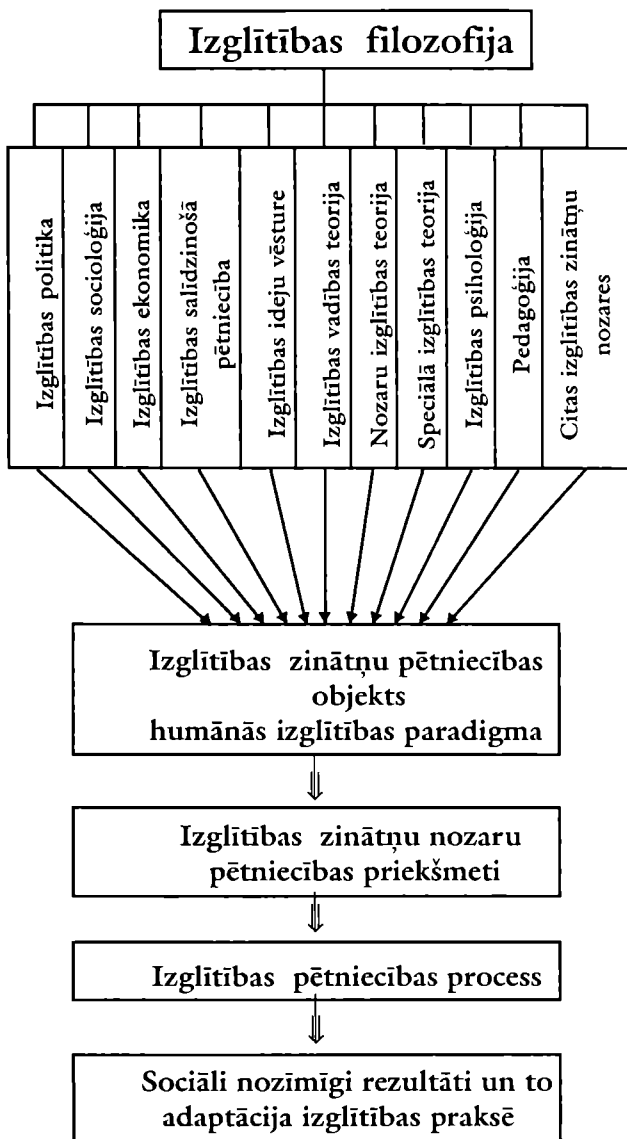 Izglītības filozofija
Izglītības politika
Izglītības socioloģija
Izglītības ekonomika
Izglītības salīdzinošā
pētniecība
Izglītības ideju vēsture
Izglītības vadības teorija
Nozaru izglītības teorija
Speciālā izglītības teorija
Izglītības psiholoģija
Pedagoģija
Citas izglītības zinātņu
nozares
Izglītības zinātņu pētniecības
objekts
humānās izglītības paradigma
Izglītības zinātņu nozaru
pētniecības priekšmeti
Izglītības pētniecības process
Sociāli nozīmīgi rezultāti un to
adaptācija izglītības praksē